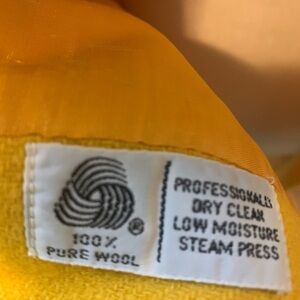 ®
100%
PURE WOOL
PROFESSIONALLY
DRY CLEAN
LOW MOISTURE
STEAM PRESS